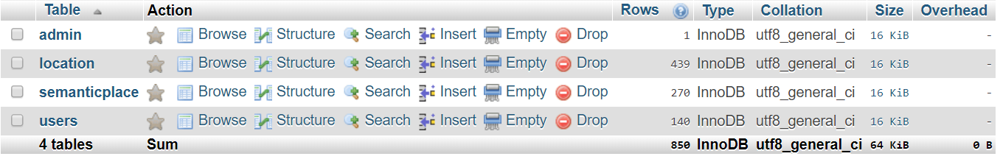 Table Action Rows Type Collation Size Overhead
admin Browse Structure Search Insert Empty Drop 1 InnoDB utf8_general_ci 16 KiB -
location Browse Structure Search Insert Empty Drop 439 InnoDB utf8_general_ci 16 KiB -
semanticplace Browse Structure Search Insert Empty Drop 270 InnoDB utf8_general_ci 16 KiB -
users Browse Structure Search Insert Empty Drop 140 InnoDB utf8_general_ci 16 KiB -
4 tables Sum 850 InnoDB utf8_general_ci 64 KiB 0 B